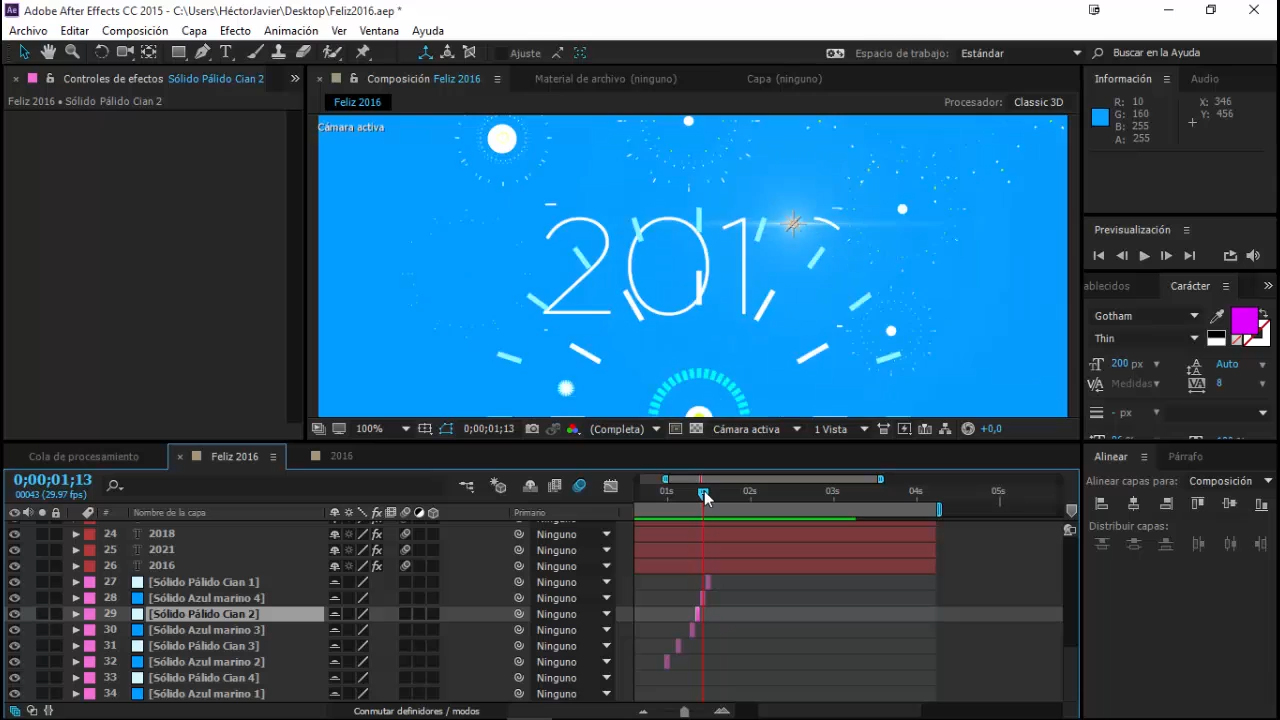 Adobe After Effects CC 2015 - C:\Users\HéctorJavier\Desktop\Feliz2016.aep *
Archivo Editar Composición Capa Efecto Animación Ver Ventana Ayuda
Ajuste Espacio de trabajo: Estándar Buscar en la Ayuda
Controles de efectos Sólido Pálido Cian 2
Composición Feliz 2016 Material de archivo (ninguno) Capa (ninguno)
Información Audio
Feliz 2016 • Sólido Pálido Cian 2
Feliz 2016
Procesador: Classic 3D
R: 10 X: 346
G: 160 Y: 456
B: 255
A: 255
Cámara activa
201
Previsualización
ablecidos Carácter
Gotham
Thin
200 px Auto
Medidas 8
- px
100% 0;00;01;13 (Completa) Cámara activa 1 Vista +0,0
Cola de procesamiento Feliz 2016 2016
Alinear Párrafo
0;00;01;13
00043 (29.97 fps)
01s 02s 03s 04s 05s
Alinear capas para: Composición
# Nombre de la capa Primario
Distribuir capas:
24 2018 Ninguno
25 2021 Ninguno
26 2016 Ninguno
27 [Sólido Pálido Cian 1] Ninguno
28 [Sólido Azul marino 4] Ninguno
29 [Sólido Pálido Cian 2] Ninguno
30 [Sólido Azul marino 3] Ninguno
31 [Sólido Pálido Cian 3] Ninguno
32 [Sólido Azul marino 2] Ninguno
33 [Sólido Pálido Cian 4] Ninguno
34 [Sólido Azul marino 1] Ninguno
Conmutar definidores / modos